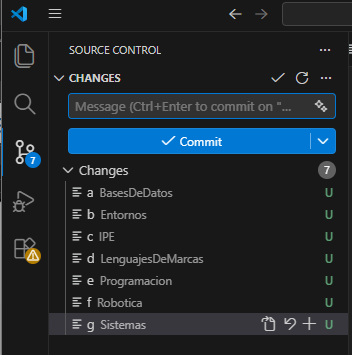 SOURCE CONTROL
CHANGES
Message (Ctrl+Enter to commit on "...
Commit
Changes 7
a BasesDeDatos U
b Entornos U
c IPE U
d LenguajesDeMarcas U
e Programacion U
f Robotica U
g Sistemas U
7